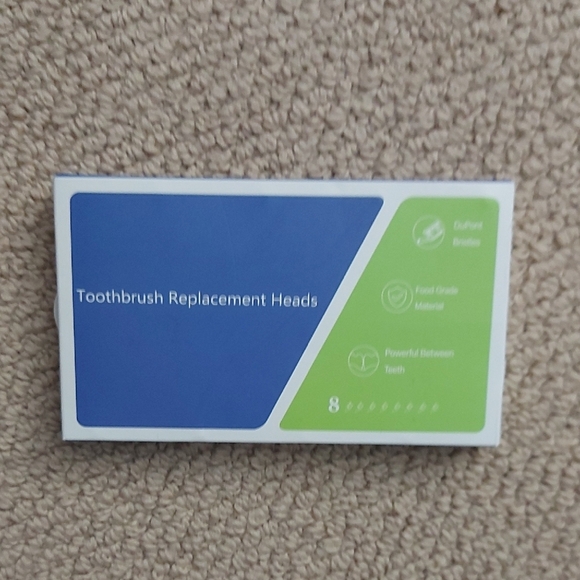 Toothbrush Replacement Heads
DuPont
Bristles
Food Grade
Material
Powerful Between
Teeth
8